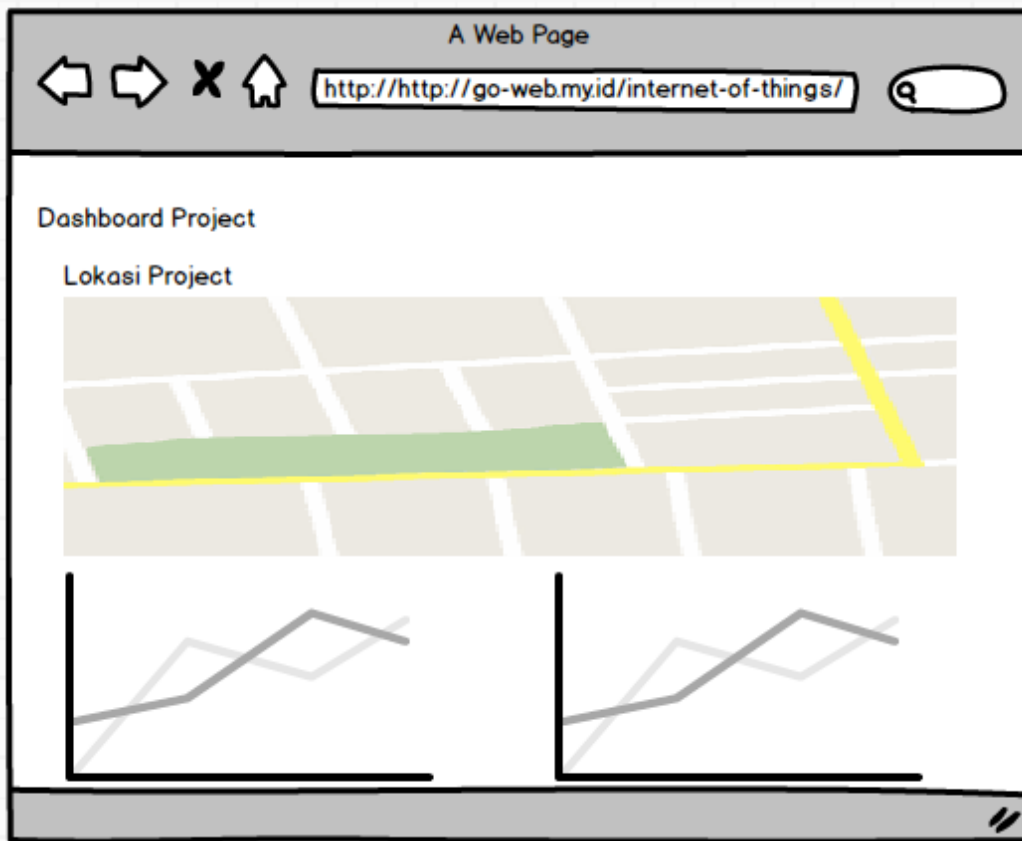 A Web Page
http://http://go-web.my.id/internet-of-things/
Dashboard Project
Lokasi Project